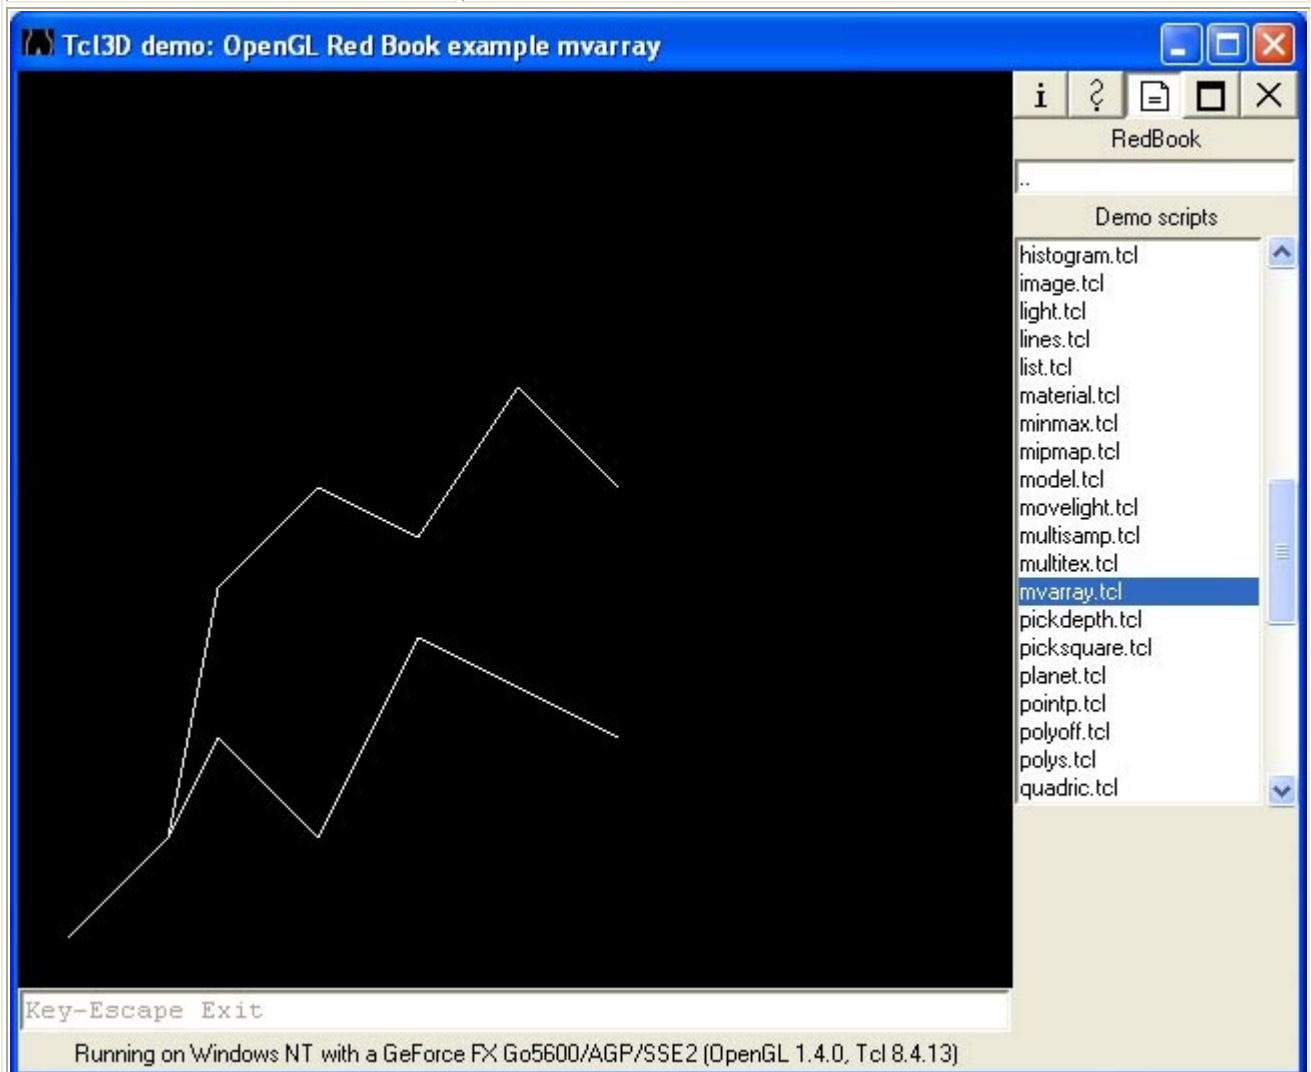 Tcl3D demo: OpenGL Red Book example mvarray
i ?
RedBook
..
Demo scripts
histogram.tcl
image.tcl
light.tcl
lines.tcl
list.tcl
material.tcl
minmax.tcl
mipmap.tcl
model.tcl
movelight.tcl
multisamp.tcl
multitex.tcl
mvarray.tcl
pickdepth.tcl
picksquare.tcl
planet.tcl
pointp.tcl
polyoff.tcl
polys.tcl
quadric.tcl
Key-Escape Exit
Running on Windows NT with a GeForce FX Go5600/AGP/SSE2 (OpenGL 1.4.0, Tcl 8.4.13)